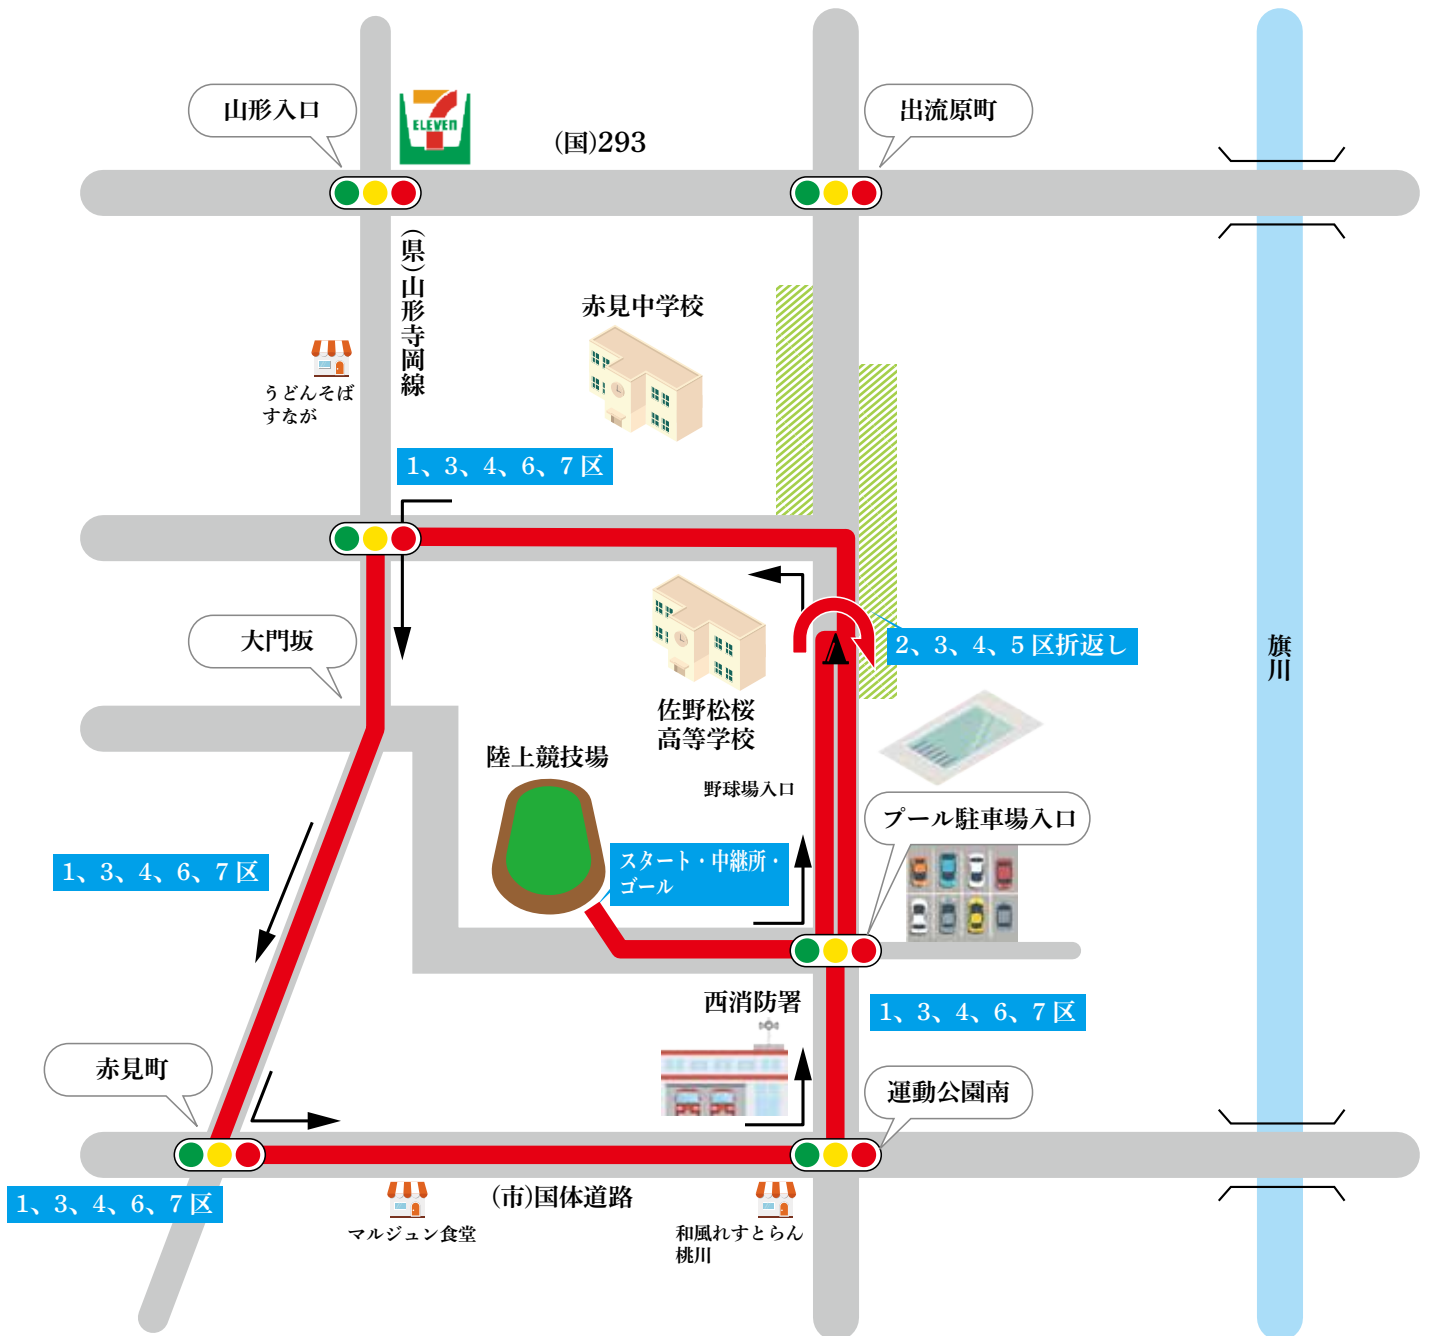 山形入口
7
ELEVEn
(国)293
出流原町
(県)山形寺岡線
赤見中学校
うどんそば
すなが
1、3、4、6、7 区
大門坂
2、3、4、5 区折返し
旗川
佐野松桜
高等学校
陸上競技場
野球場入口
プール駐車場入口
スタート・中継所・
ゴール
1、3、4、6、7 区
西消防署
1、3、4、6、7 区
赤見町
運動公園南
1、3、4、6、7 区
(市)国体道路
マルジュン食堂
和風れすとらん
桃川